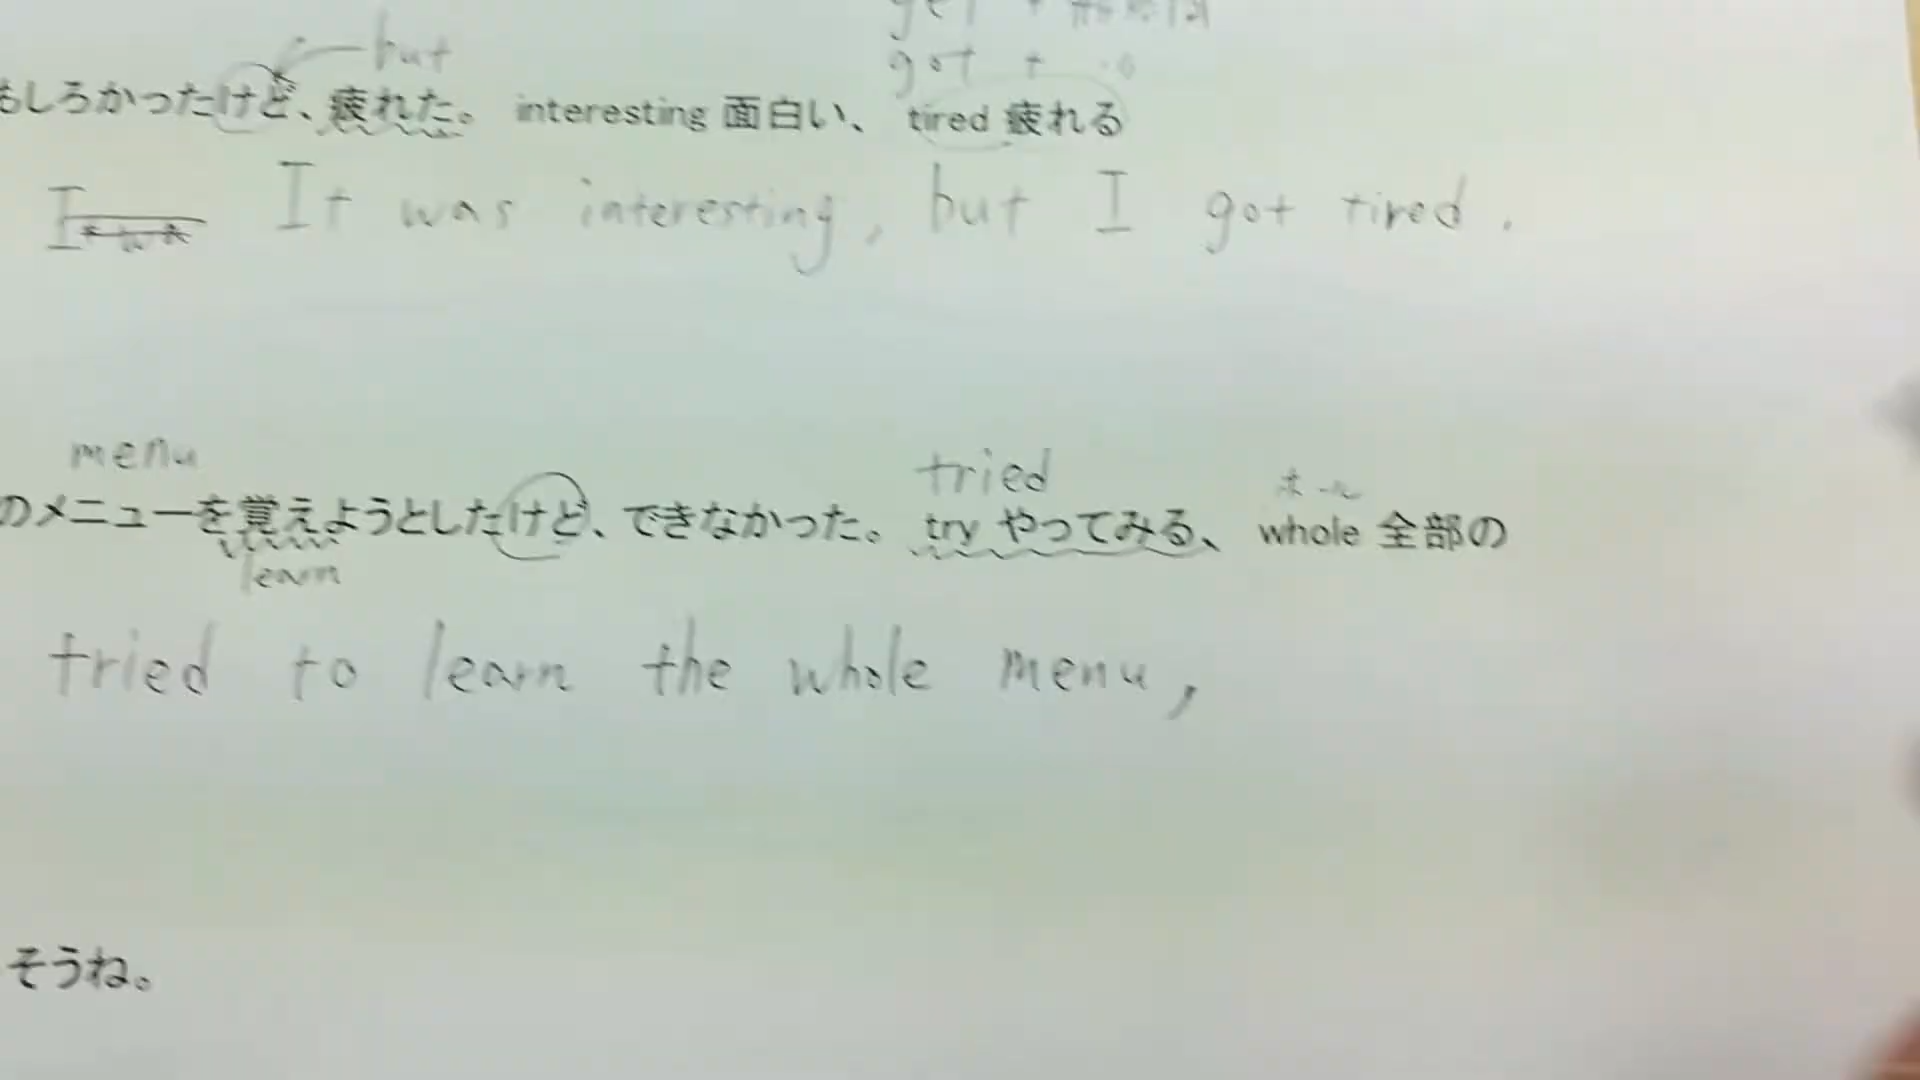 but
got +
もしろかったけど、疲れた。 interesting 面白い、 tired 疲れる
It was interesting, but I got tired.
menu tried ホール
のメニューを覚えようとしたけど、できなかった。 try やってみる、 whole 全部の
learn
tried to learn the whole menu,
そうね。